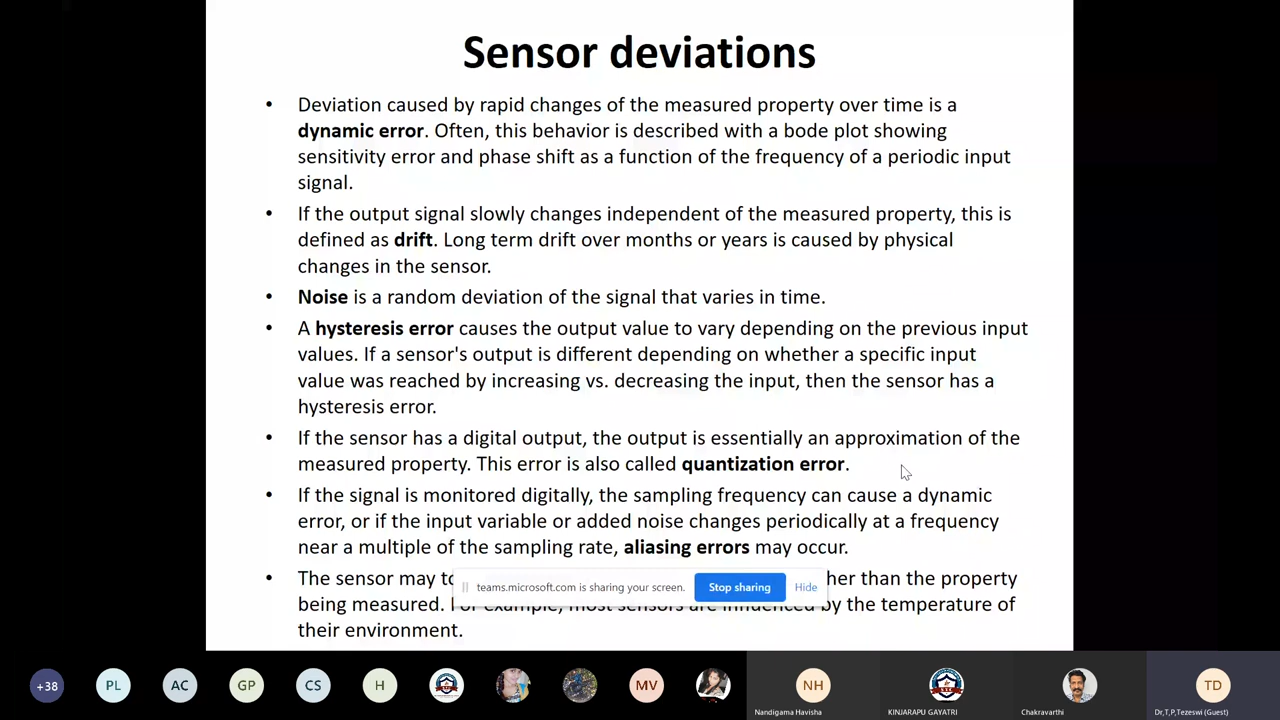 Sensor deviations
• Deviation caused by rapid changes of the measured property over time is a
dynamic error. Often, this behavior is described with a bode plot showing
sensitivity error and phase shift as a function of the frequency of a periodic input
signal.
• If the output signal slowly changes independent of the measured property, this is
defined as drift. Long term drift over months or years is caused by physical
changes in the sensor.
• Noise is a random deviation of the signal that varies in time.
• A hysteresis error causes the output value to vary depending on the previous input
values. If a sensor's output is different depending on whether a specific input
value was reached by increasing vs. decreasing the input, then the sensor has a
hysteresis error.
• If the sensor has a digital output, the output is essentially an approximation of the
measured property. This error is also called quantization error.
• If the signal is monitored digitally, the sampling frequency can cause a dynamic
error, or if the input variable or added noise changes periodically at a frequency
near a multiple of the sampling rate, aliasing errors may occur.
• The sensor may than the property
teams.microsoft.com is sharing your screen. Stop sharing Hide
being measured. For example, most sensors are influenced by the temperature of
their environment.
+38 PL AC GP CS H MV NH TD
Nandigama Havisha KINJARAPU GAYATRI Chakravarthi Dr,T,P,Tezeswi (Guest)